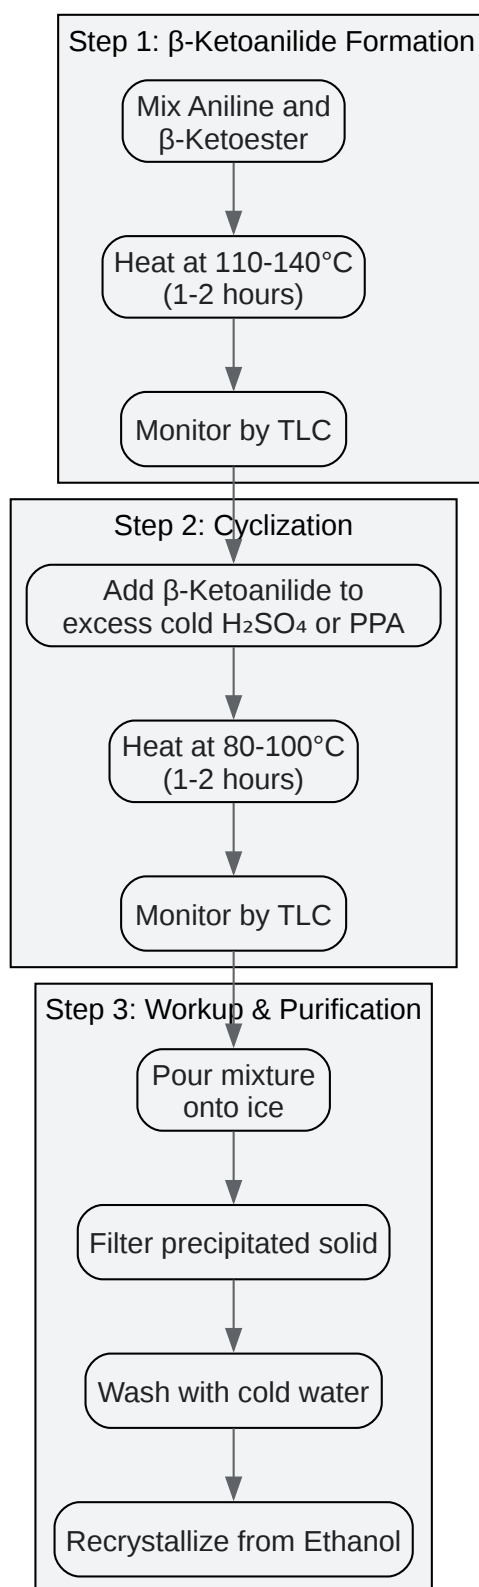 Step 1: β-Ketoanilide Formation
Mix Aniline and
β-Ketoester
Heat at 110-140°C
(1-2 hours)
Monitor by TLC
Step 2: Cyclization
Add β-Ketoanilide to
excess cold H₂SO₄ or PPA
Heat at 80-100°C
(1-2 hours)
Monitor by TLC
Step 3: Workup & Purification
Pour mixture
onto ice
Filter precipitated solid
Wash with cold water
Recrystallize from Ethanol